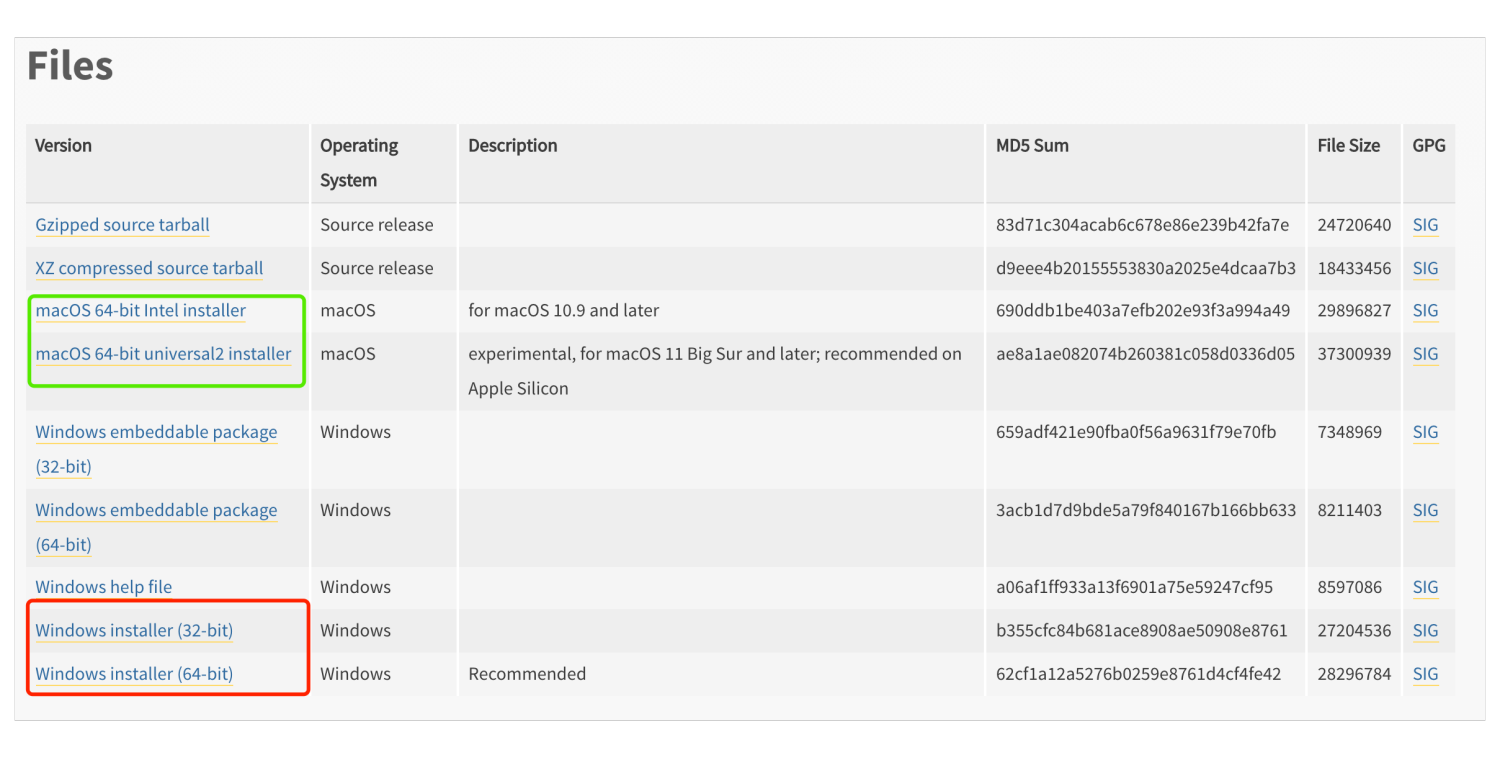 Files
Version Operating Description MD5 Sum File Size GPG
System
Gzipped source tarball Source release 83d71c304acab6c678e86e239b42fa7e 24720640 SIG
XZ compressed source tarball Source release d9eee4b20155553830a2025e4dcaa7b3 18433456 SIG
macOS 64-bit Intel installer macOS for macOS 10.9 and later 690ddb1be403a7efb202e93f3a994a49 29896827 SIG
macOS 64-bit universal2 installer macOS experimental, for macOS 11 Big Sur and later; recommended on ae8a1ae082074b260381c058d0336d05 37300939 SIG
Apple Silicon
Windows embeddable package Windows 659adf421e90fba0f56a9631f79e70fb 7348969 SIG
(32-bit)
Windows embeddable package Windows 3acb1d7d9bde5a79f840167b166bb633 8211403 SIG
(64-bit)
Windows help file Windows a06af1ff933a13f6901a75e59247cf95 8597086 SIG
Windows installer (32-bit) Windows b355cfc84b681ace8908ae50908e8761 27204536 SIG
Windows installer (64-bit) Windows Recommended 62cf1a12a5276b0259e8761d4cf4fe42 28296784 SIG